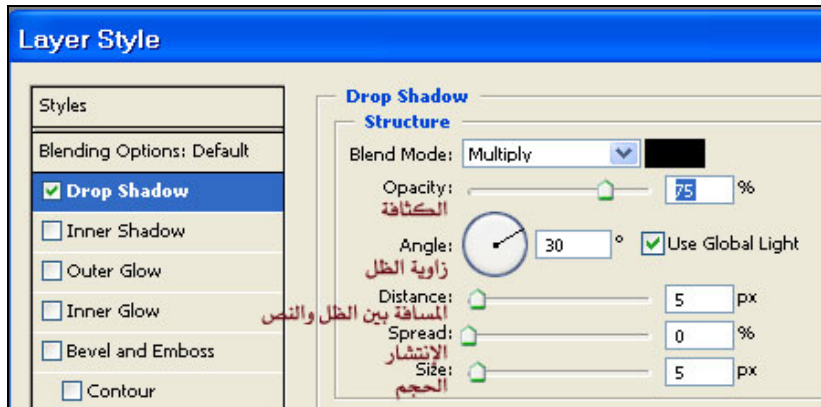 Layer Style
Styles
Blending Options: Default
Drop Shadow
Inner Shadow
Outer Glow
Inner Glow
Bevel and Emboss
Contour
Drop Shadow
Structure
Blend Mode: Multiply
Opacity: 75 %
الكثافة
Angle: 30 ° Use Global Light
زاوية الظل
Distance: 5 px
المسافة بين الظل والنص
Spread: 0 %
الإنتشار
Size: 5 px
الحجم